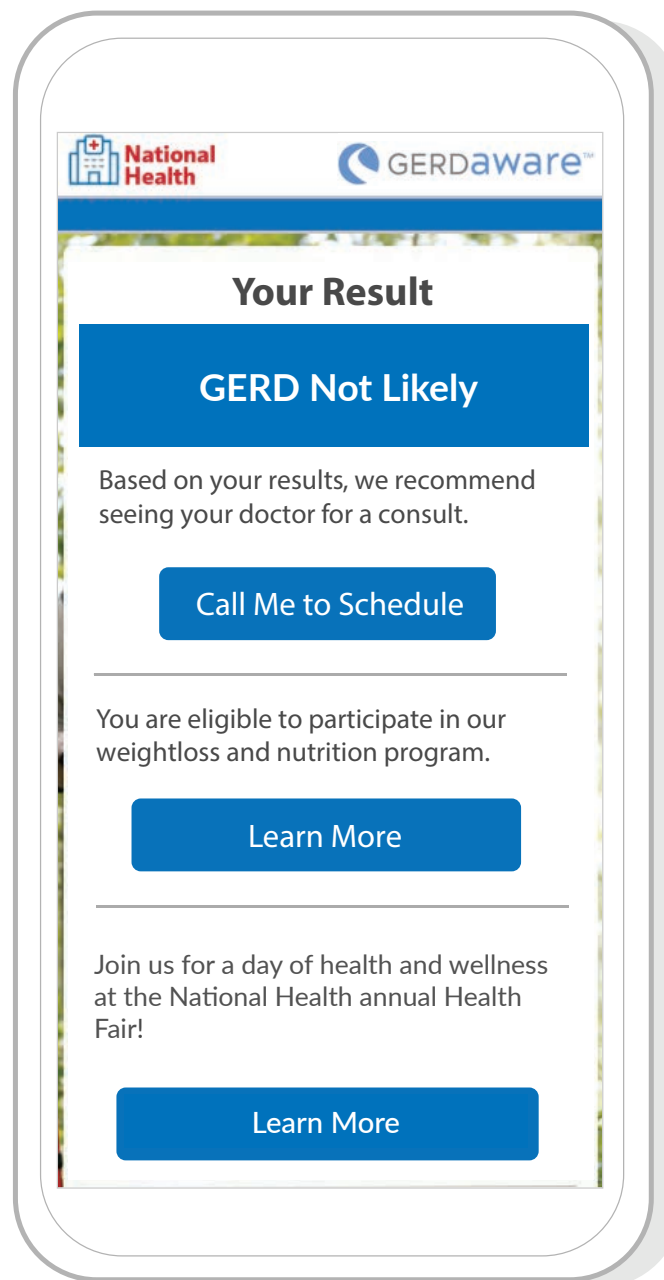 National
Health
GERDaware™
Your Result
GERD Not Likely
Based on your results, we recommend
seeing your doctor for a consult.
Call Me to Schedule
You are eligible to participate in our
weightloss and nutrition program.
Learn More
Join us for a day of health and wellness
at the National Health annual Health
Fair!
Learn More